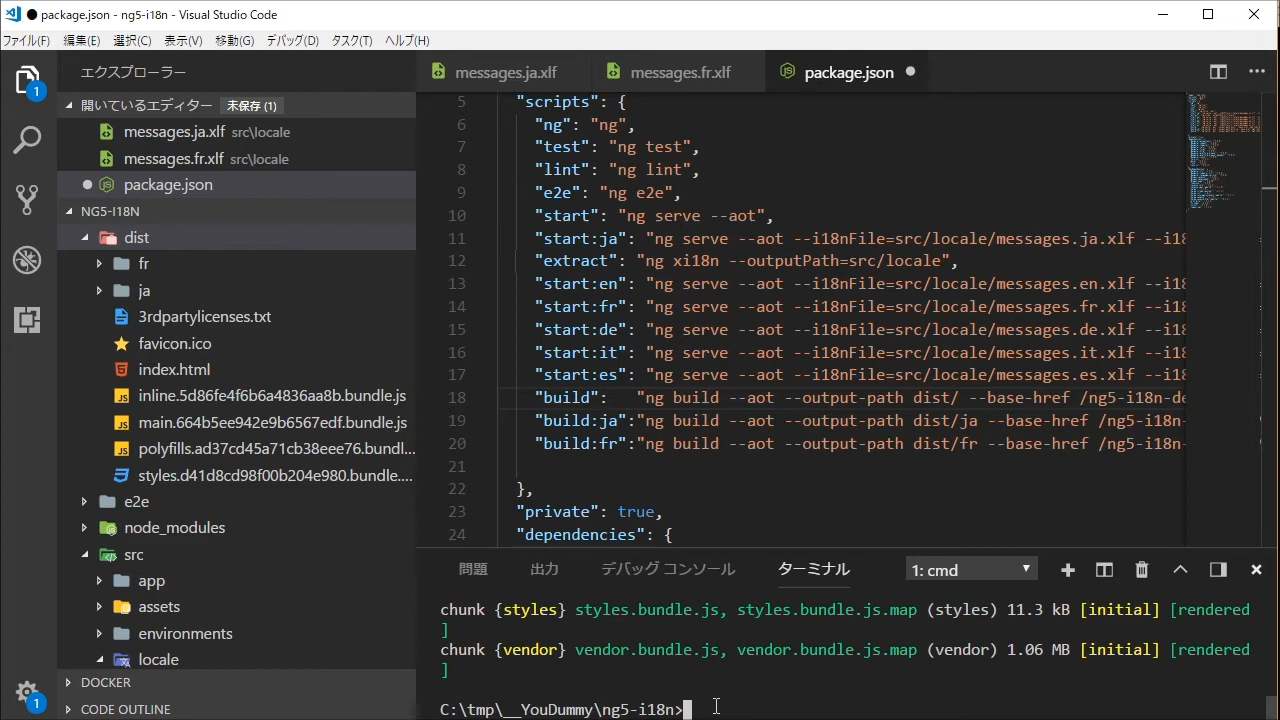 ● package.json - ng5-i18n - Visual Studio Code
ファイル(F) 編集(E) 選択(C) 表示(V) 移動(G) デバッグ(D) タスク(T) ヘルプ(H)
エクスプローラー
開いているエディター 未保存 (1)
messages.ja.xlf src\locale
messages.fr.xlf src\locale
● package.json
NG5-I18N
dist
fr
ja
3rdpartylicenses.txt
favicon.ico
index.html
inline.5d86fe4f6b6a4836aa8b.bundle.js
main.664b5ee942e9b6567edf.bundle.js
polyfills.ad37cd45a71cb38eee76.bundl...
styles.d41d8cd98f00b204e980.bundle....
e2e
node_modules
src
app
assets
environments
locale
DOCKER
CODE OUTLINE
1
1
messages.ja.xlf messages.fr.xlf package.json ●
5 "scripts": {
6 "ng": "ng",
7 "test": "ng test",
8 "lint": "ng lint",
9 "e2e": "ng e2e",
10 "start": "ng serve --aot",
11 "start:ja": "ng serve --aot --i18nFile=src/locale/messages.ja.xlf --i18
12 "extract": "ng xi18n --outputPath=src/locale",
13 "start:en": "ng serve --aot --i18nFile=src/locale/messages.en.xlf --i18
14 "start:fr": "ng serve --aot --i18nFile=src/locale/messages.fr.xlf --i18
15 "start:de": "ng serve --aot --i18nFile=src/locale/messages.de.xlf --i18
16 "start:it": "ng serve --aot --i18nFile=src/locale/messages.it.xlf --i18
17 "start:es": "ng serve --aot --i18nFile=src/locale/messages.es.xlf --i18
18 "build": "ng build --aot --output-path dist/ --base-href /ng5-i18n-de
19 "build:ja":"ng build --aot --output-path dist/ja --base-href /ng5-i18n-
20 "build:fr":"ng build --aot --output-path dist/fr --base-href /ng5-i18n-
21
22 },
23 "private": true,
24 "dependencies": {
問題 出力 デバッグ コンソール ターミナル 1: cmd
chunk {styles} styles.bundle.js, styles.bundle.js.map (styles) 11.3 kB [initial] [rendered
]
chunk {vendor} vendor.bundle.js, vendor.bundle.js.map (vendor) 1.06 MB [initial] [rendered
]
C:\tmp\__YouDummy\ng5-i18n>